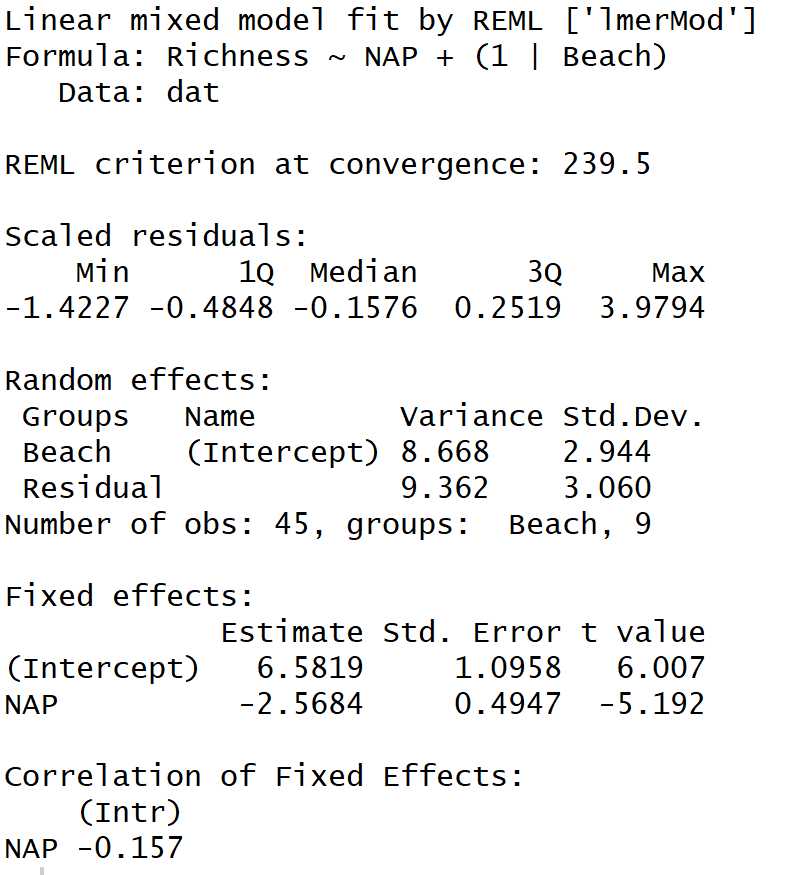 Linear mixed model fit by REML ['lmerMod']
Formula: Richness ~ NAP + (1 | Beach)
   Data: dat

REML criterion at convergence: 239.5

Scaled residuals:
    Min      1Q  Median      3Q     Max
-1.4227 -0.4848 -0.1576  0.2519  3.9794

Random effects:
 Groups   Name        Variance Std.Dev.
 Beach    (Intercept) 8.668    2.944
 Residual             9.362    3.060
Number of obs: 45, groups:  Beach, 9

Fixed effects:
            Estimate Std. Error t value
(Intercept)   6.5819     1.0958   6.007
NAP          -2.5684     0.4947  -5.192

Correlation of Fixed Effects:
    (Intr)
NAP -0.157